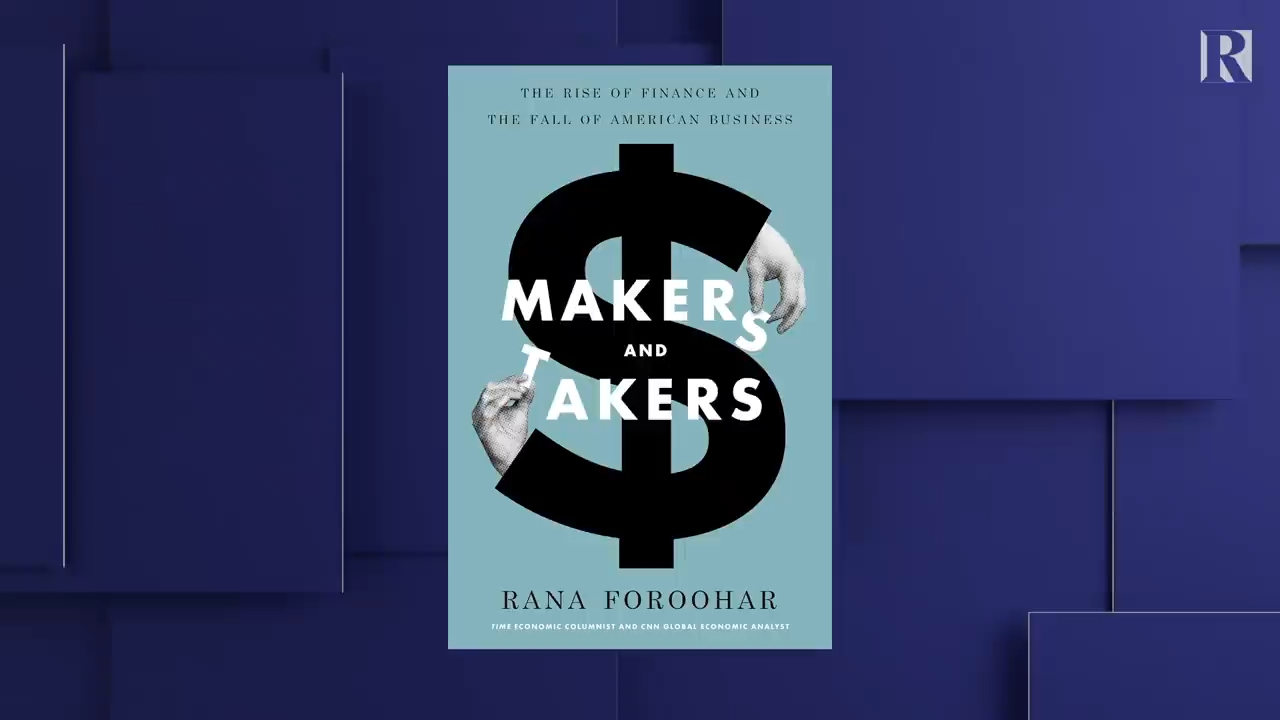 R
THE RISE OF FINANCE AND
THE FALL OF AMERICAN BUSINESS
MAKERS
AND
TAKERS
RANA FOROOHAR
TIME ECONOMIC COLUMNIST AND CNN GLOBAL ECONOMIC ANALYST